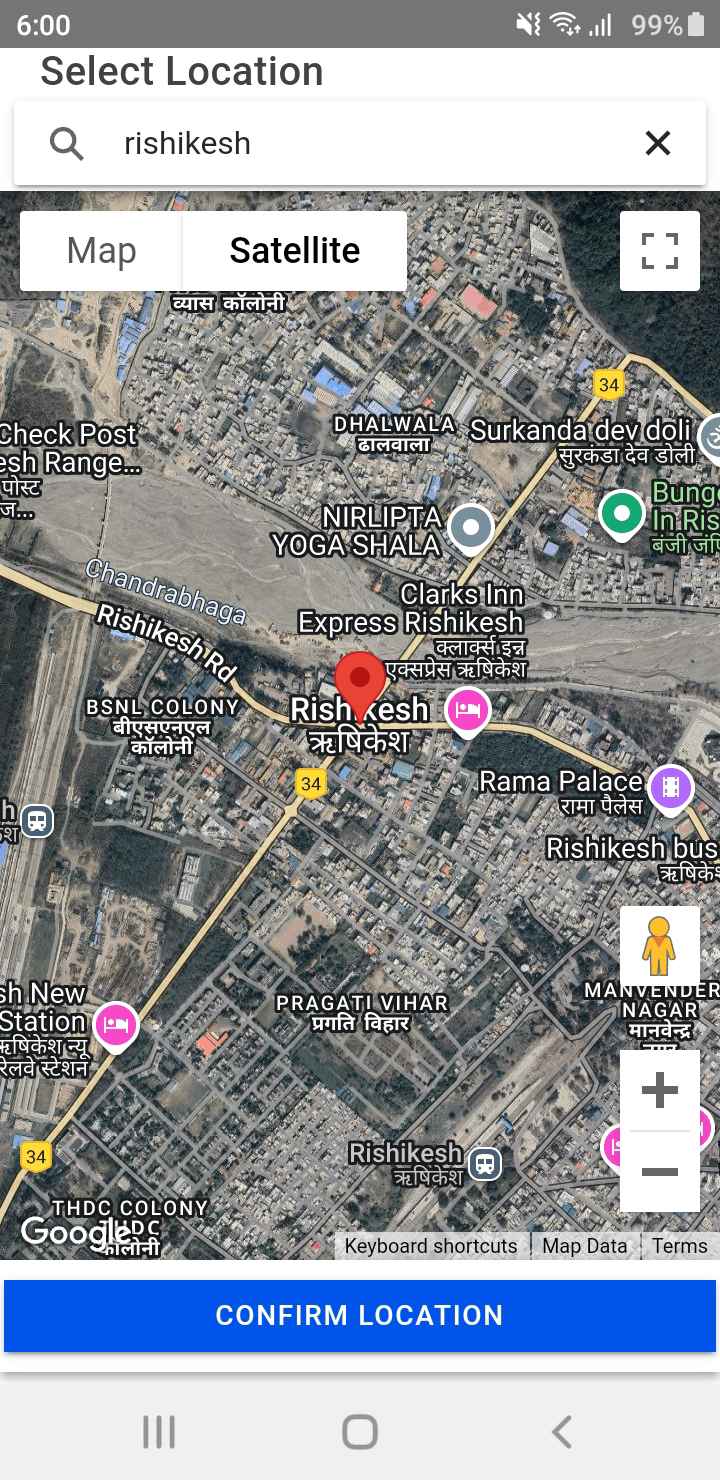 6:00
99%
Select Location
rishikesh
Map
Satellite
व्यास कॉलोनी
34
Check Post
esh Range...
पोस्ट
ज...
DHALWALA
ढालवाला
Surkanda dev doli
सुरकंडा देव डोली
Bung
In Ris
बंजी जंपि
NIRLIPTA
YOGA SHALA
Chandrabhaga
Rishikesh Rd
Clarks Inn
Express Rishikesh
क्लार्क्स इन्न
एक्सप्रेस ऋषिकेश
BSNL COLONY
बीएसएनएल
कॉलोनी
Rishikesh
ऋषिकेश
34
Rama Palace
रामा पैलेस
h
Rishikesh bus
ऋषिकेश
sh New
Station
ऋषिकेश न्यू
रेलवे स्टेशन
PRAGATI VIHAR
प्रगति विहार
MANVENDER
NAGAR
मानवेन्द्र
नगर
34
Rishikesh
ऋषिकेश
THDC COLONY
THDC
कॉलोनी
Google
Keyboard shortcuts
Map Data
Terms
CONFIRM LOCATION